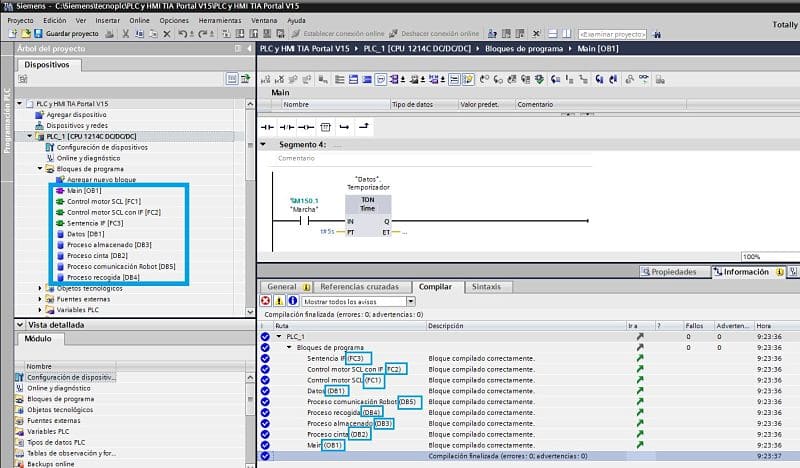 Siemens - C:\Siemens\tecnoplc\PLC y HMI TIA Portal V15\PLC y HMI TIA Portal V15
Proyecto Edición Ver Insertar Online Opciones Herramientas Ventana Ayuda
Totally
Guardar proyecto
Establecer conexión online
Deshacer conexión online
<Examinar proyecto>
Árbol del proyecto
PLC y HMI TIA Portal V15 ▸ PLC_1 [CPU 1214C DC/DC/DC] ▸ Bloques de programa ▸ Main [OB1]
Dispositivos
Programación PLC
PLC y HMI TIA Portal V15
Agregar dispositivo
Dispositivos y redes
PLC_1 [CPU 1214C DC/DC/DC]
Configuración de dispositivos
Online y diagnóstico
Bloques de programa
Agregar nuevo bloque
Main [OB1]
Control motor SCL [FC1]
Control motor SCL con IF [FC2]
Sentencia IF [FC3]
Datos [DB1]
Proceso almacenado [DB3]
Proceso cinta [DB2]
Proceso comunicación Robot [DB5]
Proceso recogida [DB4]
Objetos tecnológicos
Fuentes externas
Variables PLC
Main
Nombre Tipo de datos Valor predet. Comentario
Segmento 4: .....
Comentario
"Datos".
Temporizador
%M150.1
"Marcha"
TON
Time
IN Q
t#5s PT ET ...
100%
Propiedades
Información
General
Referencias cruzadas
Compilar
Sintaxis
Mostrar todos los avisos
Compilación finalizada (errores: 0; advertencias: 0)
! Ruta Descripción Ir a ? Fallos Adverten... Hora
PLC_1 0 0 9:23:36
Bloques de programa 0 0 9:23:36
Sentencia IF (FC3) Bloque compilado correctamente. 9:23:36
Control motor SCL con IF (FC2) Bloque compilado correctamente. 9:23:36
Control motor SCL (FC1) Bloque compilado correctamente. 9:23:36
Datos (DB1) Bloque compilado correctamente. 9:23:36
Proceso comunicación Robot (DB5) Bloque compilado correctamente. 9:23:36
Proceso recogida (DB4) Bloque compilado correctamente. 9:23:36
Proceso almacenado (DB3) Bloque compilado correctamente. 9:23:36
Proceso cinta (DB2) Bloque compilado correctamente. 9:23:36
Main (OB1) Bloque compilado correctamente. 9:23:36
Compilación finalizada (errores: 0; advertencias: 0) 9:23:37
Vista detallada
Módulo
Nombre
Configuración de dispositiv...
Online y diagnóstico
Bloques de programa
Objetos tecnológicos
Fuentes externas
Variables PLC
Tipos de datos PLC
Tablas de observación y for...
Backups online